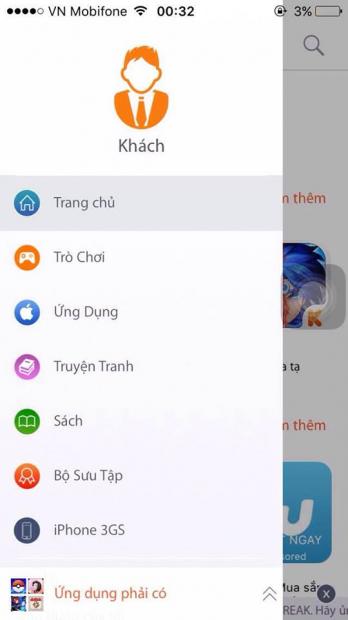 VN Mobifone 00:32 3%
Khách
Trang chủ
m thêm
Trò Chơi
Ứng Dụng
Truyện Tranh
a tạ
Sách
m thêm
Bộ Sưu Tập
NGAY
sored
iPhone 3GS
Mua sắ
Ứng dụng phải có
REAK. Hãy ủn